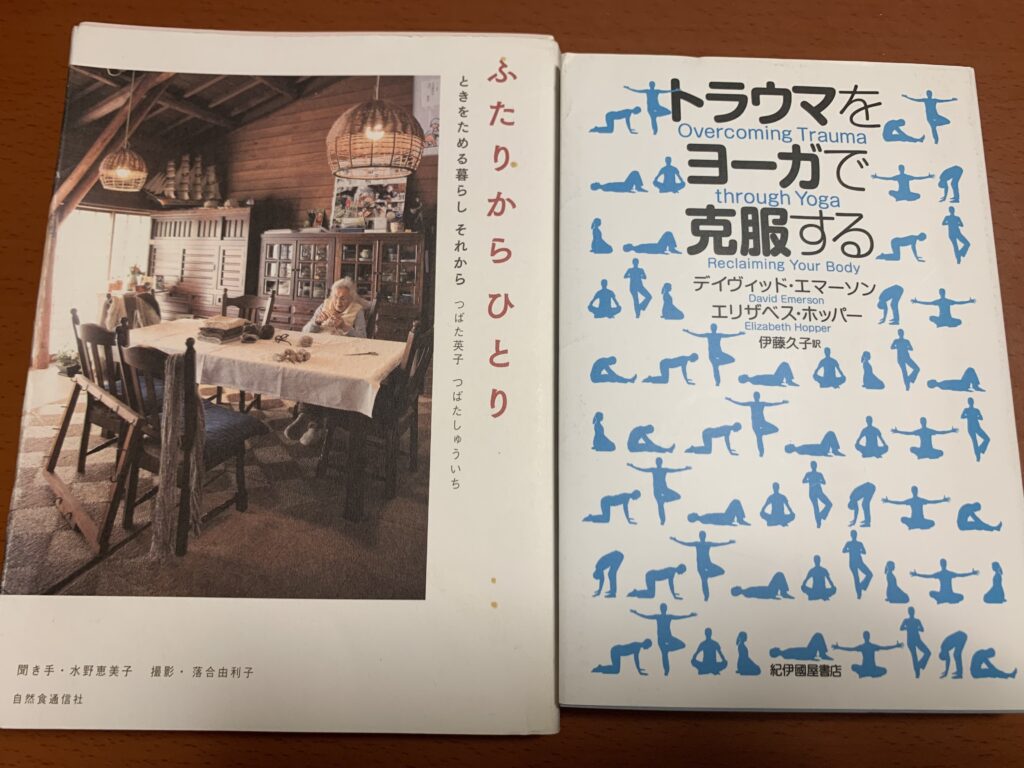 ふたりからひとり
ときをためる暮らし それから
つばた英子 つばたしゅういち
聞き手・水野恵美子 撮影・落合由利子
自然食通信社
トラウマを
Overcoming Trauma
ヨーガで
through Yoga
克服する
Reclaiming Your Body
デイヴィッド・エマーソン
David Emerson
エリザベス・ホッパー
Elizabeth Hopper
伊藤久子訳
紀伊國屋書店